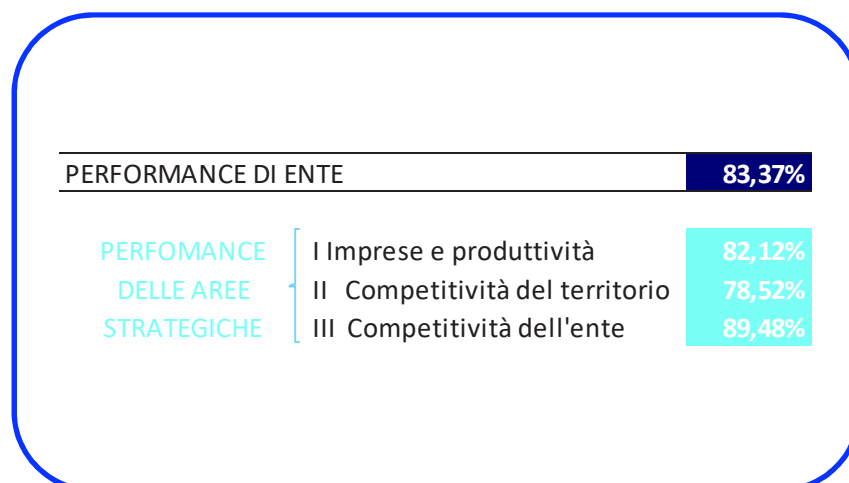 PERFORMANCE DI ENTE 83,37%
PERFOMANCE I Imprese e produttività 82,12%
DELLE AREE II Competitività del territorio 78,52%
STRATEGICHE III Competitività dell'ente 89,48%